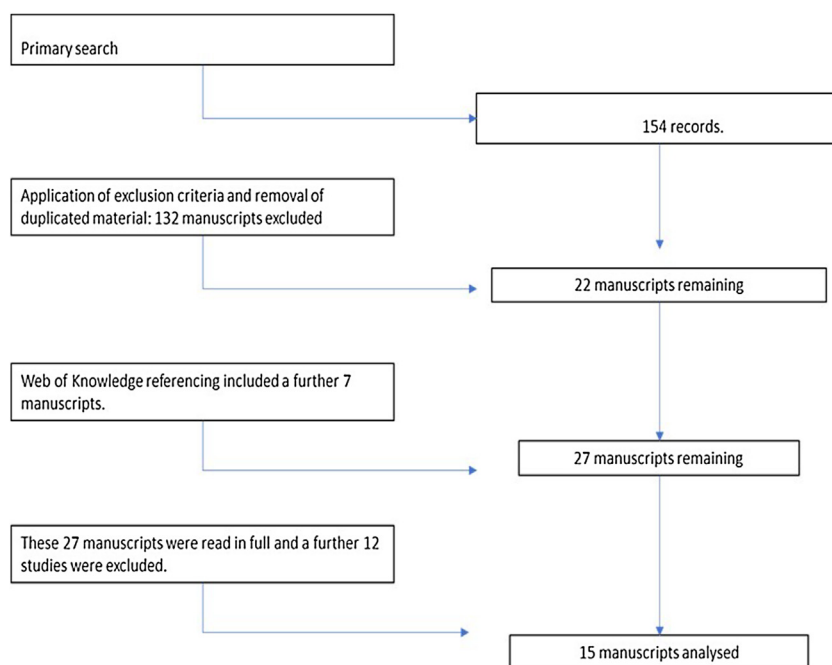 Primary search
154 records.
Application of exclusion criteria and removal of
duplicated material: 132 manuscripts excluded
22 manuscripts remaining
Web of Knowledge referencing included a further 7
manuscripts.
27 manuscripts remaining
These 27 manuscripts were read in full and a further 12
studies were excluded.
15 manuscripts analysed